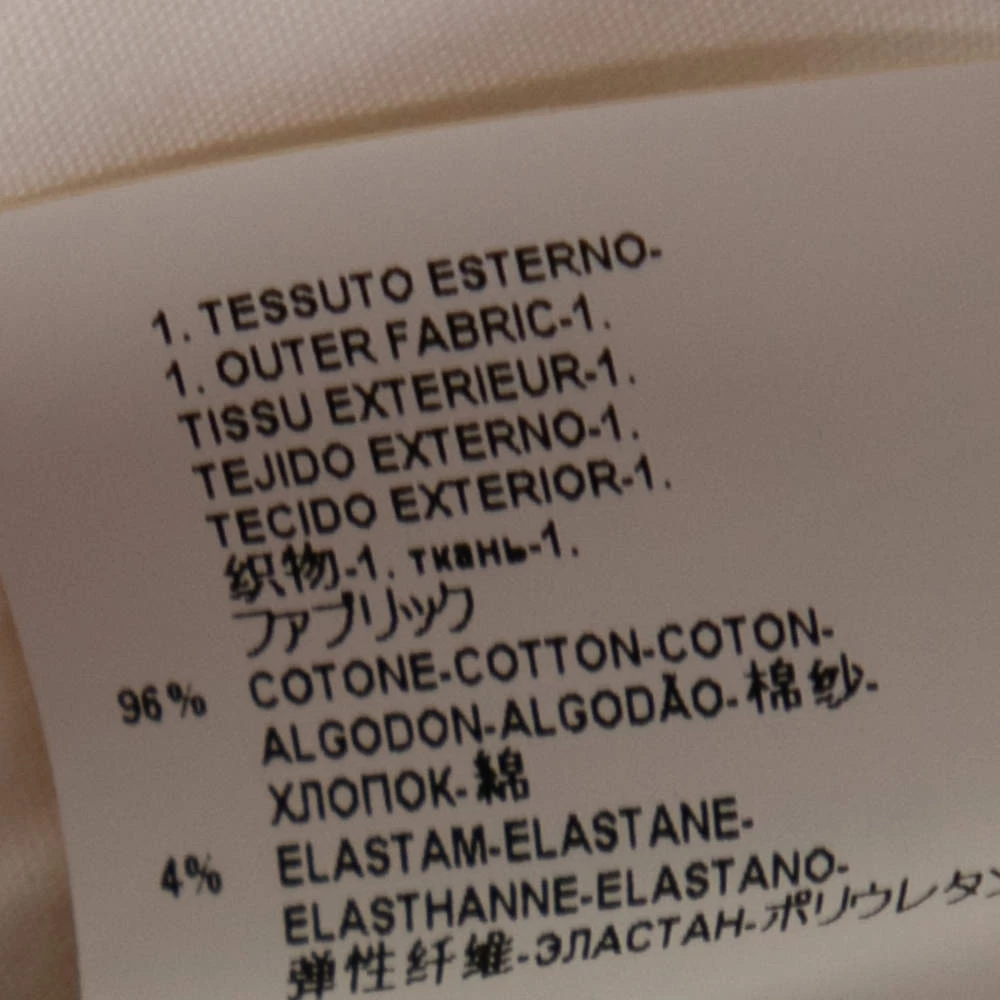 1. TESSUTO ESTERNO-
1. OUTER FABRIC-1.
TISSU EXTERIEUR-1.
TEJIDO EXTERNO-1.
TECIDO EXTERIOR-1.
织物-1. ткань-1.
ファブリック
96% COTONE-COTTON-COTON-
ALGODON-ALGODÃO-棉纱-
ХЛОПОК-綿
4% ELASTAM-ELASTANE-
ELASTHANNE-ELASTANO-
弹性纤维-ЭЛАСТАН-ポリウレタン